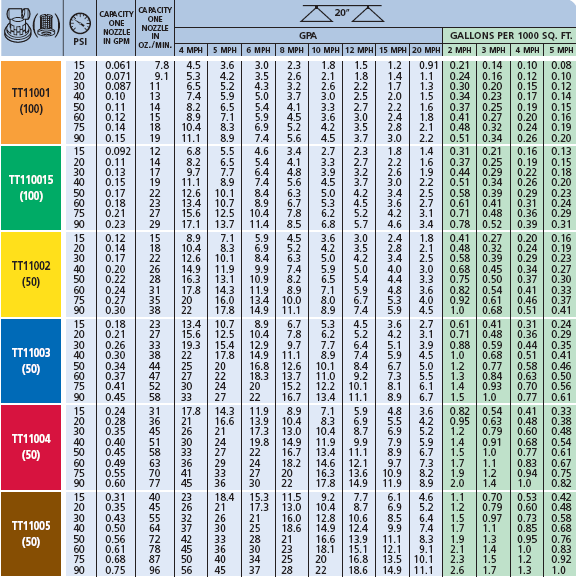 PSI
CAPACITY ONE NOZZLE IN GPM
CAPACITY ONE NOZZLE IN OZ./MIN.
20"
GPA GALLONS PER 1000 SQ. FT.
4 MPH 5 MPH 6 MPH 8 MPH 10 MPH 12 MPH 15 MPH 20 MPH 2 MPH 3 MPH 4 MPH 5 MPH
TT11001
(100)
15 0.061 7.8 4.5 3.6 3.0 2.3 1.8 1.5 1.2 0.91 0.21 0.14 0.10 0.08
20 0.071 9.1 5.3 4.2 3.5 2.6 2.1 1.8 1.4 1.1 0.24 0.16 0.12 0.10
30 0.087 11 6.5 5.2 4.3 3.2 2.6 2.2 1.7 1.3 0.30 0.20 0.15 0.12
40 0.10 13 7.4 5.9 5.0 3.7 3.0 2.5 2.0 1.5 0.34 0.23 0.17 0.14
50 0.11 14 8.2 6.5 5.4 4.1 3.3 2.7 2.2 1.6 0.37 0.25 0.19 0.15
60 0.12 15 8.9 7.1 5.9 4.5 3.6 3.0 2.4 1.8 0.41 0.27 0.20 0.16
75 0.14 18 10.4 8.3 6.9 5.2 4.2 3.5 2.8 2.1 0.48 0.32 0.24 0.19
90 0.15 19 11.1 8.9 7.4 5.6 4.5 3.7 3.0 2.2 0.51 0.34 0.26 0.20
TT110015
(100)
15 0.092 12 6.8 5.5 4.6 3.4 2.7 2.3 1.8 1.4 0.31 0.21 0.16 0.13
20 0.11 14 8.2 6.5 5.4 4.1 3.3 2.7 2.2 1.6 0.37 0.25 0.19 0.15
30 0.13 17 9.7 7.7 6.4 4.8 3.9 3.2 2.6 1.9 0.44 0.29 0.22 0.18
40 0.15 19 11.1 8.9 7.4 5.6 4.5 3.7 3.0 2.2 0.51 0.34 0.26 0.20
50 0.17 22 12.6 10.1 8.4 6.3 5.0 4.2 3.4 2.5 0.58 0.39 0.29 0.23
60 0.18 23 13.4 10.7 8.9 6.7 5.3 4.5 3.6 2.7 0.61 0.41 0.31 0.24
75 0.21 27 15.6 12.5 10.4 7.8 6.2 5.2 4.2 3.1 0.71 0.48 0.36 0.29
90 0.23 29 17.1 13.7 11.4 8.5 6.8 5.7 4.6 3.4 0.78 0.52 0.39 0.31
TT11002
(50)
15 0.12 15 8.9 7.1 5.9 4.5 3.6 3.0 2.4 1.8 0.41 0.27 0.20 0.16
20 0.14 18 10.4 8.3 6.9 5.2 4.2 3.5 2.8 2.1 0.48 0.32 0.24 0.19
30 0.17 22 12.6 10.1 8.4 6.3 5.0 4.2 3.4 2.5 0.58 0.39 0.29 0.23
40 0.20 26 14.9 11.9 9.9 7.4 5.9 5.0 4.0 3.0 0.68 0.45 0.34 0.27
50 0.22 28 16.3 13.1 10.9 8.2 6.5 5.4 4.4 3.3 0.75 0.50 0.37 0.30
60 0.24 31 17.8 14.3 11.9 8.9 7.1 5.9 4.8 3.6 0.82 0.54 0.41 0.33
75 0.27 35 20 16.0 13.4 10.0 8.0 6.7 5.3 4.0 0.92 0.61 0.46 0.37
90 0.30 38 22 17.8 14.9 11.1 8.9 7.4 5.9 4.5 1.0 0.68 0.51 0.41
TT11003
(50)
15 0.18 23 13.4 10.7 8.9 6.7 5.3 4.5 3.6 2.7 0.61 0.41 0.31 0.24
20 0.21 27 15.6 12.5 10.4 7.8 6.2 5.2 4.2 3.1 0.71 0.48 0.36 0.29
30 0.26 33 19.3 15.4 12.9 9.7 7.7 6.4 5.1 3.9 0.88 0.59 0.44 0.35
40 0.30 38 22 17.8 14.9 11.1 8.9 7.4 5.9 4.5 1.0 0.68 0.51 0.41
50 0.34 44 25 20 16.8 12.6 10.1 8.4 6.7 5.0 1.2 0.77 0.58 0.46
60 0.37 47 27 22 18.3 13.7 11.0 9.2 7.3 5.5 1.3 0.84 0.63 0.50
75 0.41 52 30 24 20 15.2 12.2 10.1 8.1 6.1 1.4 0.93 0.70 0.56
90 0.45 58 33 27 22 16.7 13.4 11.1 8.9 6.7 1.5 1.0 0.77 0.61
TT11004
(50)
15 0.24 31 17.8 14.3 11.9 8.9 7.1 5.9 4.8 3.6 0.82 0.54 0.41 0.33
20 0.28 36 21 16.6 13.9 10.4 8.3 6.9 5.5 4.2 0.95 0.63 0.48 0.38
30 0.35 45 26 21 17.3 13.0 10.4 8.7 6.9 5.2 1.2 0.79 0.60 0.48
40 0.40 51 30 24 19.8 14.9 11.9 9.9 7.9 5.9 1.4 0.91 0.68 0.54
50 0.45 58 33 27 22 16.7 13.4 11.1 8.9 6.7 1.5 1.0 0.77 0.61
60 0.49 63 36 29 24 18.2 14.6 12.1 9.7 7.3 1.7 1.1 0.83 0.67
75 0.55 70 41 33 27 20 16.3 13.6 10.9 8.2 1.9 1.2 0.94 0.75
90 0.60 77 45 36 30 22 17.8 14.9 11.9 8.9 2.0 1.4 1.0 0.82
TT11005
(50)
15 0.31 40 23 18.4 15.3 11.5 9.2 7.7 6.1 4.6 1.1 0.70 0.53 0.42
20 0.35 45 26 21 17.3 13.0 10.4 8.7 6.9 5.2 1.2 0.79 0.60 0.48
30 0.43 55 32 26 21 16.0 12.8 10.6 8.5 6.4 1.5 0.97 0.73 0.58
40 0.50 64 37 30 25 18.6 14.9 12.4 9.9 7.4 1.7 1.1 0.85 0.68
50 0.56 72 42 33 28 21 16.6 13.9 11.1 8.3 1.9 1.3 0.95 0.76
60 0.61 78 45 36 30 23 18.1 15.1 12.1 9.1 2.1 1.4 1.0 0.83
75 0.68 87 50 40 34 25 20 16.8 13.5 10.1 2.3 1.5 1.2 0.92
90 0.75 96 56 45 37 28 22 18.6 14.9 11.1 2.6 1.7 1.3 1.0